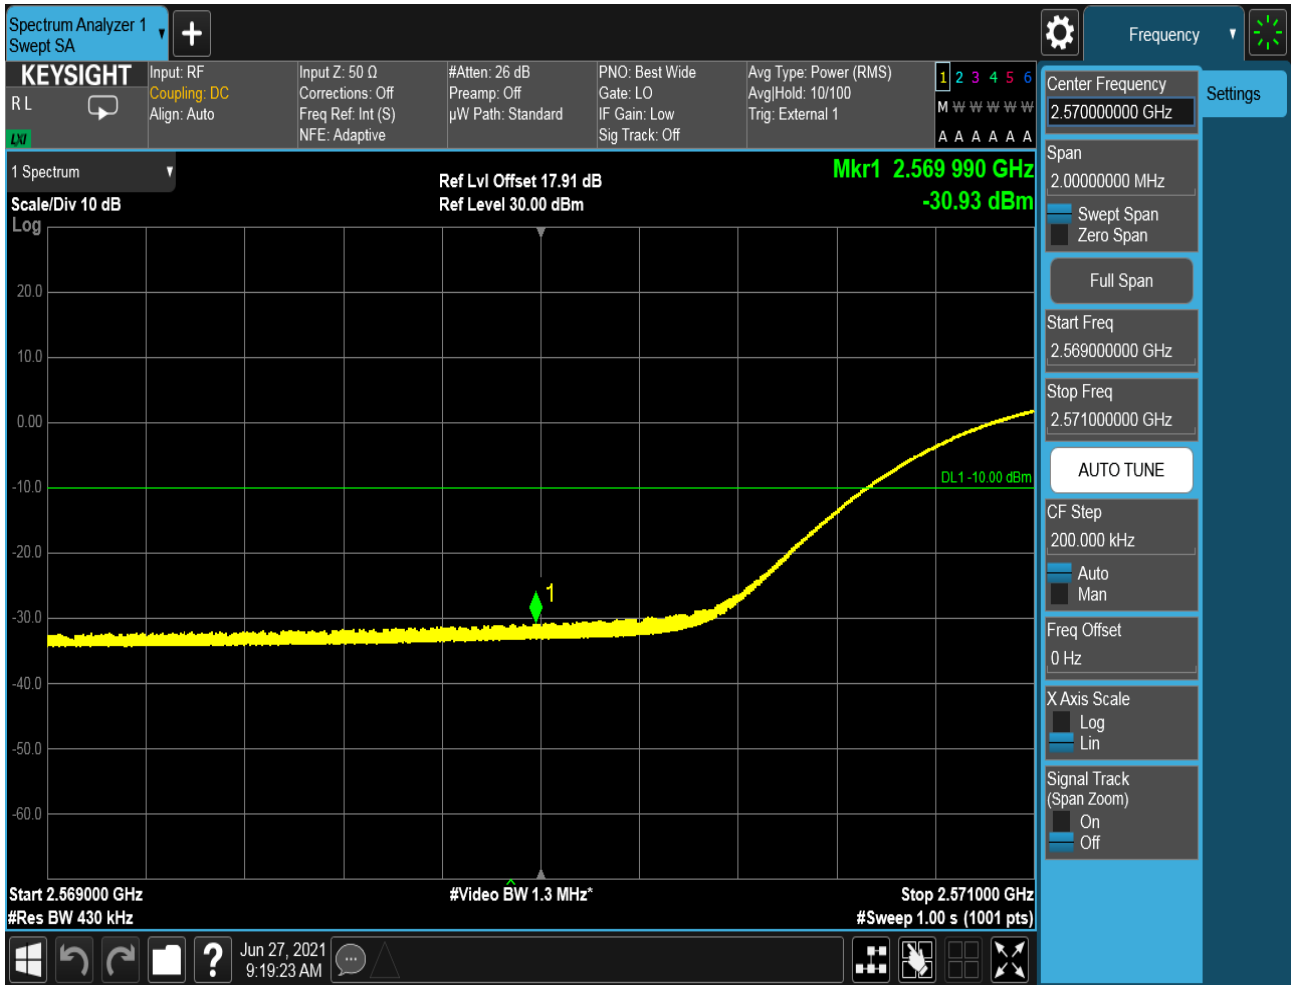 Spectrum Analyzer 1
Swept SA
Frequency
KEYSIGHT
R L
LXI
Input: RF
Coupling: DC
Align: Auto
Input Z: 50 Ω
Corrections: Off
Freq Ref: Int (S)
NFE: Adaptive
#Atten: 26 dB
Preamp: Off
µW Path: Standard
PNO: Best Wide
Gate: LO
IF Gain: Low
Sig Track: Off
Avg Type: Power (RMS)
Avg|Hold: 10/100
Trig: External 1
1 2 3 4 5 6
M W W W W W
A A A A A A
1 Spectrum
Scale/Div 10 dB
Log
Ref Lvl Offset 17.91 dB
Ref Level 30.00 dBm
Mkr1 2.569 990 GHz
-30.93 dBm
20.0
10.0
0.00
-10.0
-20.0
-30.0
-40.0
-50.0
-60.0
DL1 -10.00 dBm
1
Start 2.569000 GHz
#Res BW 430 kHz
#Video BW 1.3 MHz*
Stop 2.571000 GHz
#Sweep 1.00 s (1001 pts)
Jun 27, 2021
9:19:23 AM
Center Frequency
2.570000000 GHz
Settings
Span
2.00000000 MHz
Swept Span
Zero Span
Full Span
Start Freq
2.569000000 GHz
Stop Freq
2.571000000 GHz
AUTO TUNE
CF Step
200.000 kHz
Auto
Man
Freq Offset
0 Hz
X Axis Scale
Log
Lin
Signal Track
(Span Zoom)
On
Off